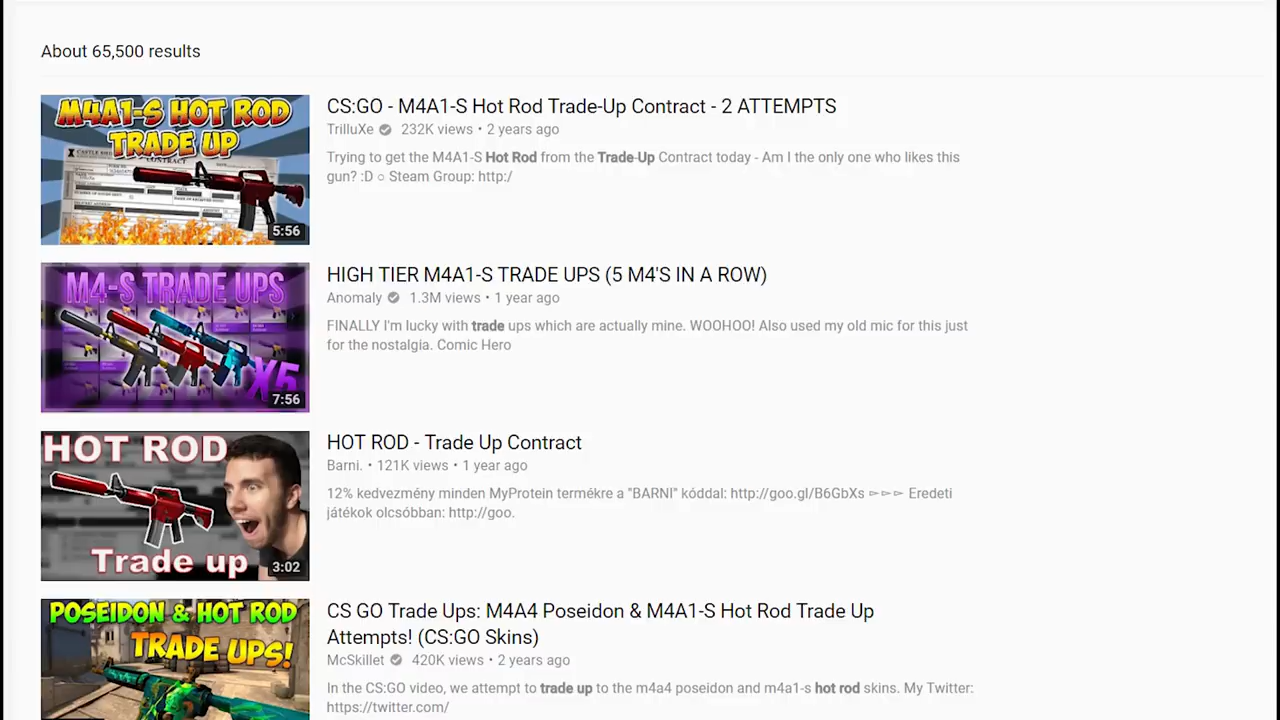 About 65,500 results
M4A1-S HOT ROD
TRADE UP
CONTRACT
5:56
CS:GO - M4A1-S Hot Rod Trade-Up Contract - 2 ATTEMPTS
TrilluXe 232K views • 2 years ago
Trying to get the M4A1-S Hot Rod from the Trade-Up Contract today - Am I the only one who likes this
gun? :D ○ Steam Group: http:/
M4-S TRADE UPS
X5
7:56
HIGH TIER M4A1-S TRADE UPS (5 M4'S IN A ROW)
Anomaly 1.3M views • 1 year ago
FINALLY I'm lucky with trade ups which are actually mine. WOOHOO! Also used my old mic for this just
for the nostalgia. Comic Hero
HOT ROD
Trade up
3:02
HOT ROD - Trade Up Contract
Barni. • 121K views • 1 year ago
12% kedvezmény minden MyProtein termékre a "BARNI" kóddal: http://goo.gl/B6GbXs ►►► Eredeti
játékok olcsóbban: http://goo.
POSEIDON & HOT ROD
TRADE UPS!
CS GO Trade Ups: M4A4 Poseidon & M4A1-S Hot Rod Trade Up
Attempts! (CS:GO Skins)
McSkillet 420K views • 2 years ago
In the CS:GO video, we attempt to trade up to the m4a4 poseidon and m4a1-s hot rod skins. My Twitter:
https://twitter.com/